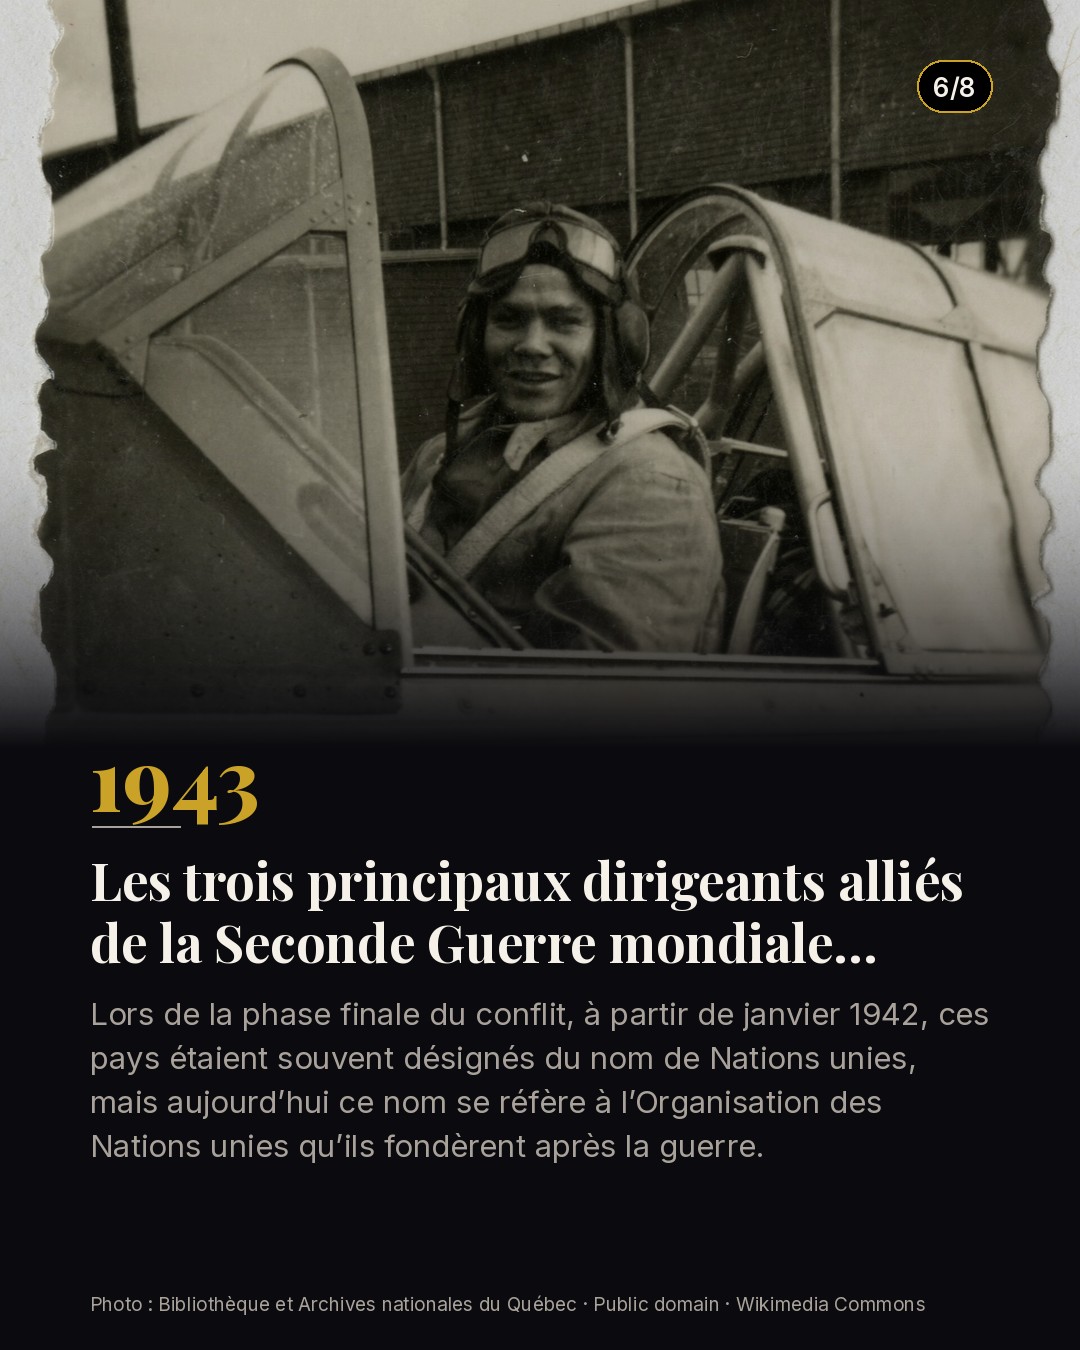 6/8
1943
Les trois principaux dirigeants alliés
de la Seconde Guerre mondiale…
Lors de la phase finale du conflit, à partir de janvier 1942, ces
pays étaient souvent désignés du nom de Nations unies,
mais aujourd’hui ce nom se réfère à l’Organisation des
Nations unies qu’ils fondèrent après la guerre.
Photo : Bibliothèque et Archives nationales du Québec · Public domain · Wikimedia Commons